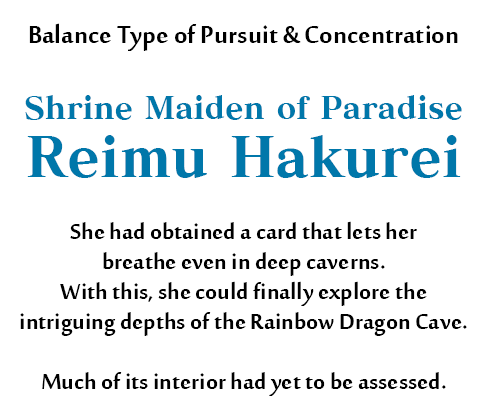 Balance Type of Pursuit & Concentration
Shrine Maiden of Paradise
Reimu Hakurei
She had obtained a card that lets her
breathe even in deep caverns.
With this, she could finally explore the
intriguing depths of the Rainbow Dragon Cave.
Much of its interior had yet to be assessed.